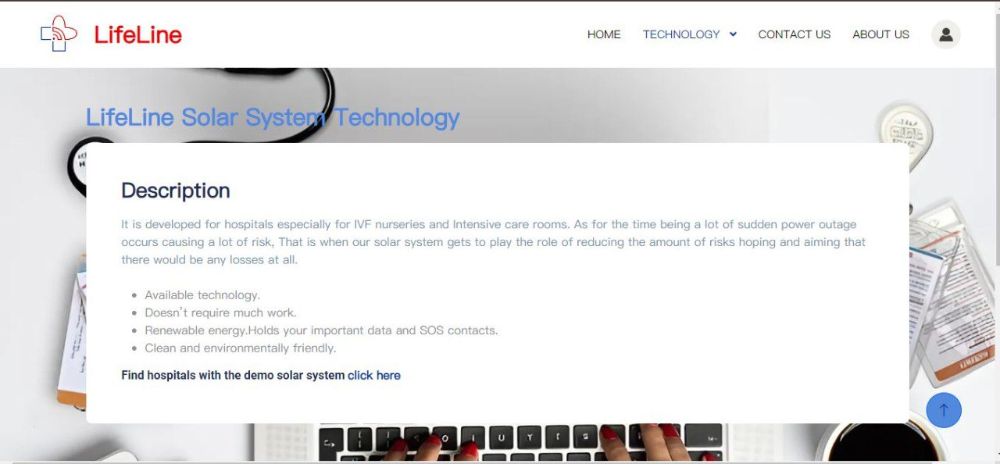 LifeLine
HOME TECHNOLOGY CONTACT US ABOUT US
LifeLine Solar System Technology
Description
It is developed for hospitals especially for IVF nurseries and Intensive care rooms. As for the time being a lot of sudden power outage
occurs causing a lot of risk, That is when our solar system gets to play the role of reducing the amount of risks hoping and aiming that
there would be any losses at all.
Available technology.
Doesn't require much work.
Renewable energy.Holds your important data and SOS contacts.
Clean and environmentally friendly.
Find hospitals with the demo solar system click here